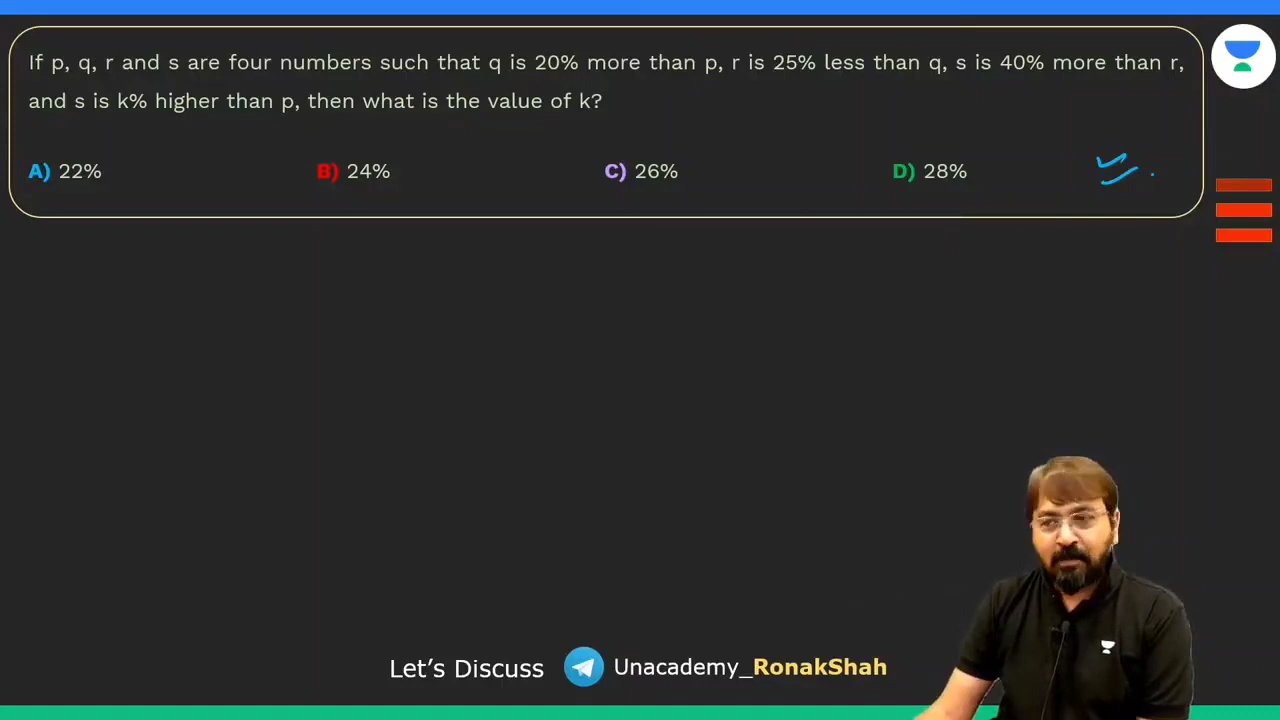 If p, q, r and s are four numbers such that q is 20% more than p, r is 25% less than q, s is 40% more than r,
and s is k% higher than p, then what is the value of k?
A) 22% B) 24% C) 26% D) 28%
Let’s Discuss Unacademy_RonakShah